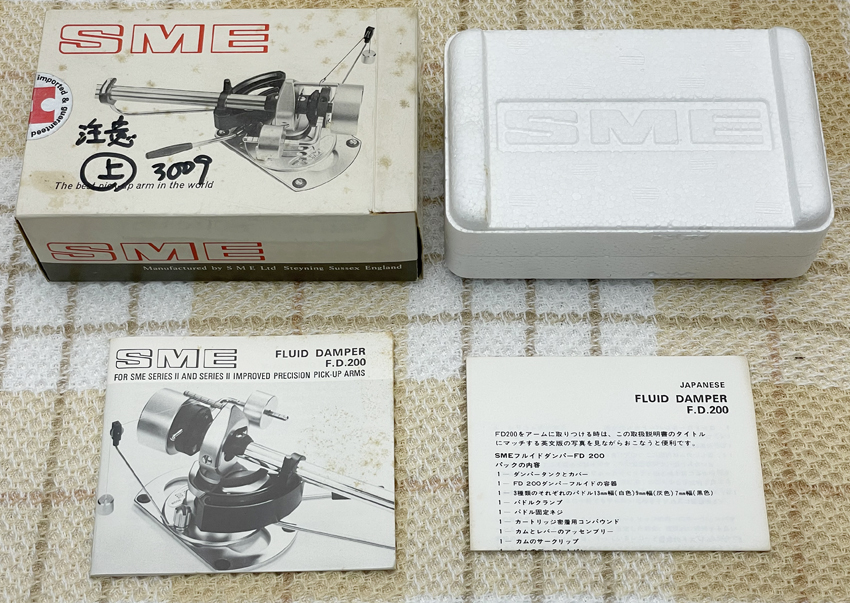 SME
imported & guaranteed
注意
上 3009
The best pick-up arm in the world
SME
Manufactured by S M E Ltd Steyning Sussex England
SME
SME FLUID DAMPER
F.D.200
FOR SME SERIES II AND SERIES II IMPROVED PRECISION PICK-UP ARMS
JAPANESE
FLUID DAMPER
F.D.200
FD200をアームに取りつける時は、この取扱説明書のタイトル
にマッチする英文版の写真を見ながらおこなうと便利です。
SMEフルイドダンパーFD 200
パックの内容
1— ダンパータンクとカバー
1— FD 200ダンパーフルイドの容器
1— 3種類のそれぞれのパドル13mm幅(白色)9mm幅(灰色)7mm幅(黒色)
1— パドルクランプ
1— パドル固定ネジ
1— カートリッジ密着用コンパウンド
1— カムとレバーのアッセンブリー
1— カムのサークリップ